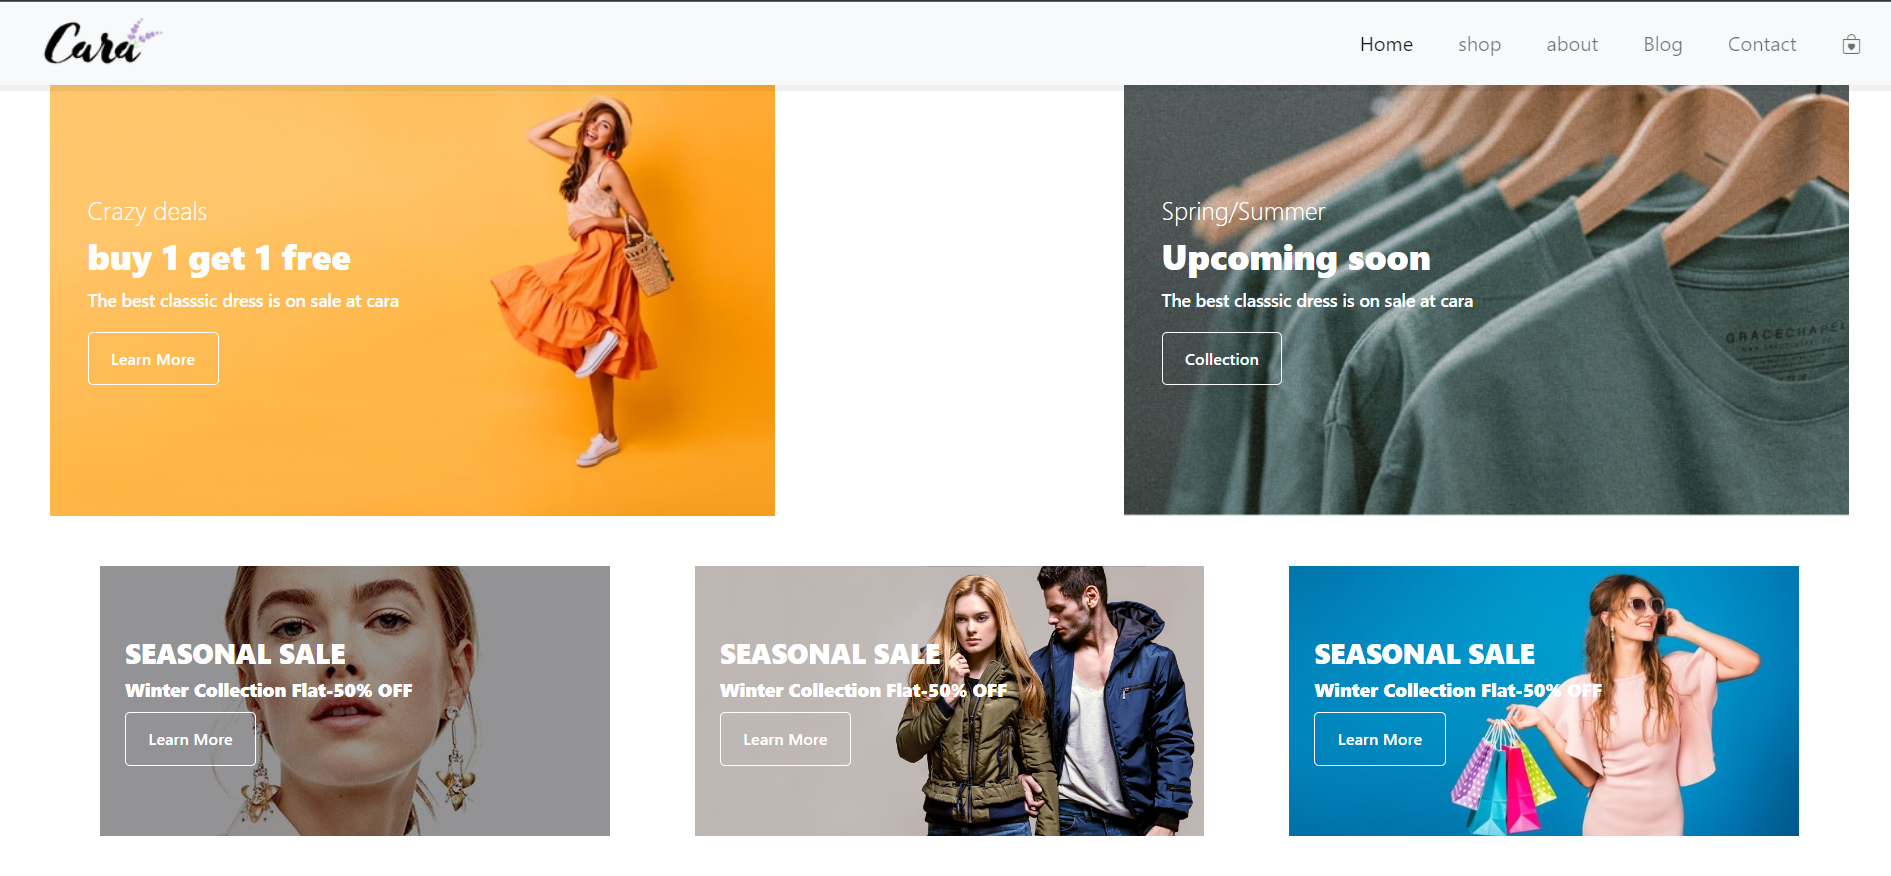 Cara
Home
shop
about
Blog
Contact
Crazy deals
buy 1 get 1 free
The best classsic dress is on sale at cara
Learn More
Spring/Summer
Upcoming soon
The best classsic dress is on sale at cara
Collection
GRACECHAPEL
SEASONAL SALE
Winter Collection Flat-50% OFF
Learn More
SEASONAL SALE
Winter Collection Flat-50% OFF
Learn More
SEASONAL SALE
Winter Collection Flat-50% OFF
Learn More